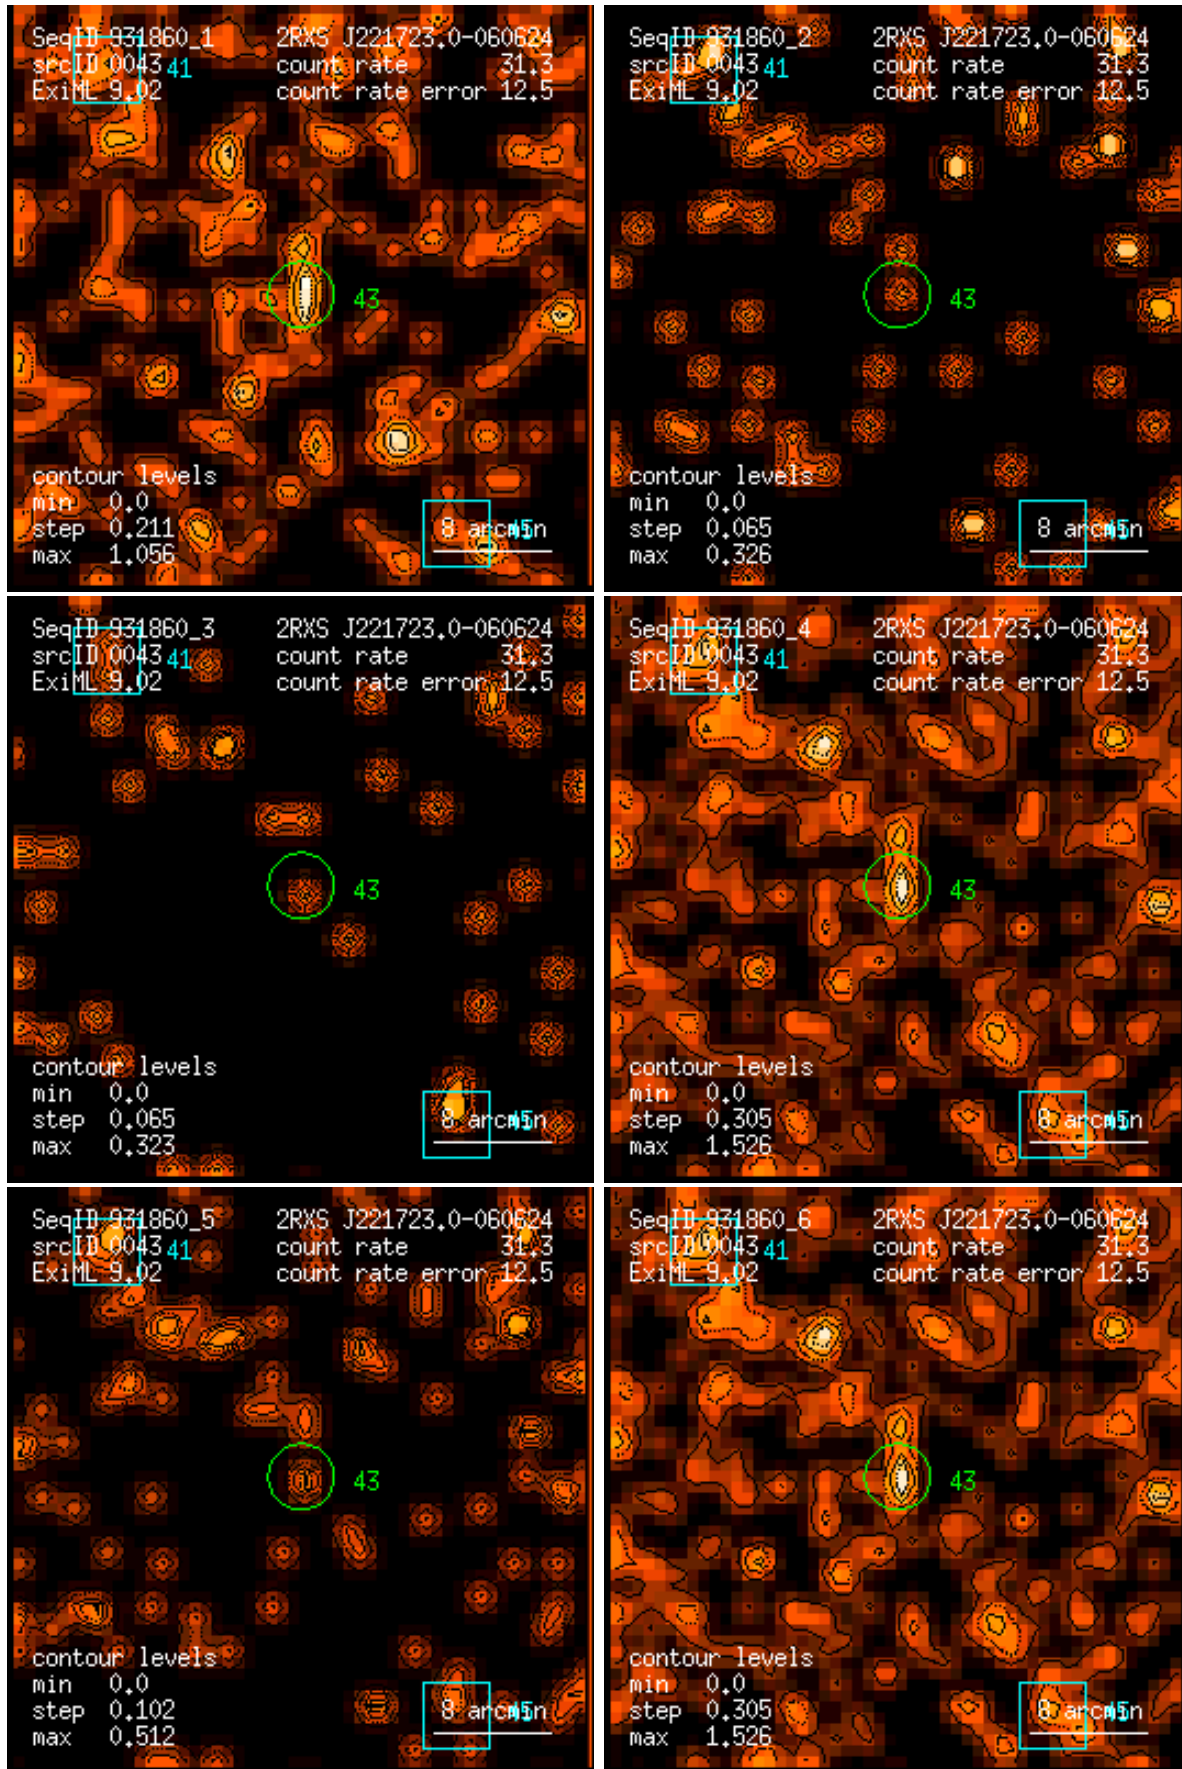 SeqID 931860_1 2RXS J221723.0-060624
srcID 0043 41 count rate 31.3
ExiML 9.02 count rate error 12.5
43
contour levels
min 0.0
step 0.211 8 arcmin
max 1.056
SeqID 931860_2 2RXS J221723.0-060624
srcID 0043 41 count rate 31.3
ExiML 9.02 count rate error 12.5
43
contour levels
min 0.0
step 0.065 8 arcmin
max 0.326
SeqID 931860_3 2RXS J221723.0-060624
srcID 0043 41 count rate 31.3
ExiML 9.02 count rate error 12.5
43
contour levels
min 0.0
step 0.065 8 arcmin
max 0.323
SeqID 931860_4 2RXS J221723.0-060624
srcID 0043 41 count rate 31.3
ExiML 9.02 count rate error 12.5
43
contour levels
min 0.0
step 0.305 8 arcmin
max 1.526
SeqID 931860_5 2RXS J221723.0-060624
srcID 0043 41 count rate 31.3
ExiML 9.02 count rate error 12.5
43
contour levels
min 0.0
step 0.102 8 arcmin
max 0.512
SeqID 931860_6 2RXS J221723.0-060624
srcID 0043 41 count rate 31.3
ExiML 9.02 count rate error 12.5
43
contour levels
min 0.0
step 0.305 8 arcmin
max 1.526